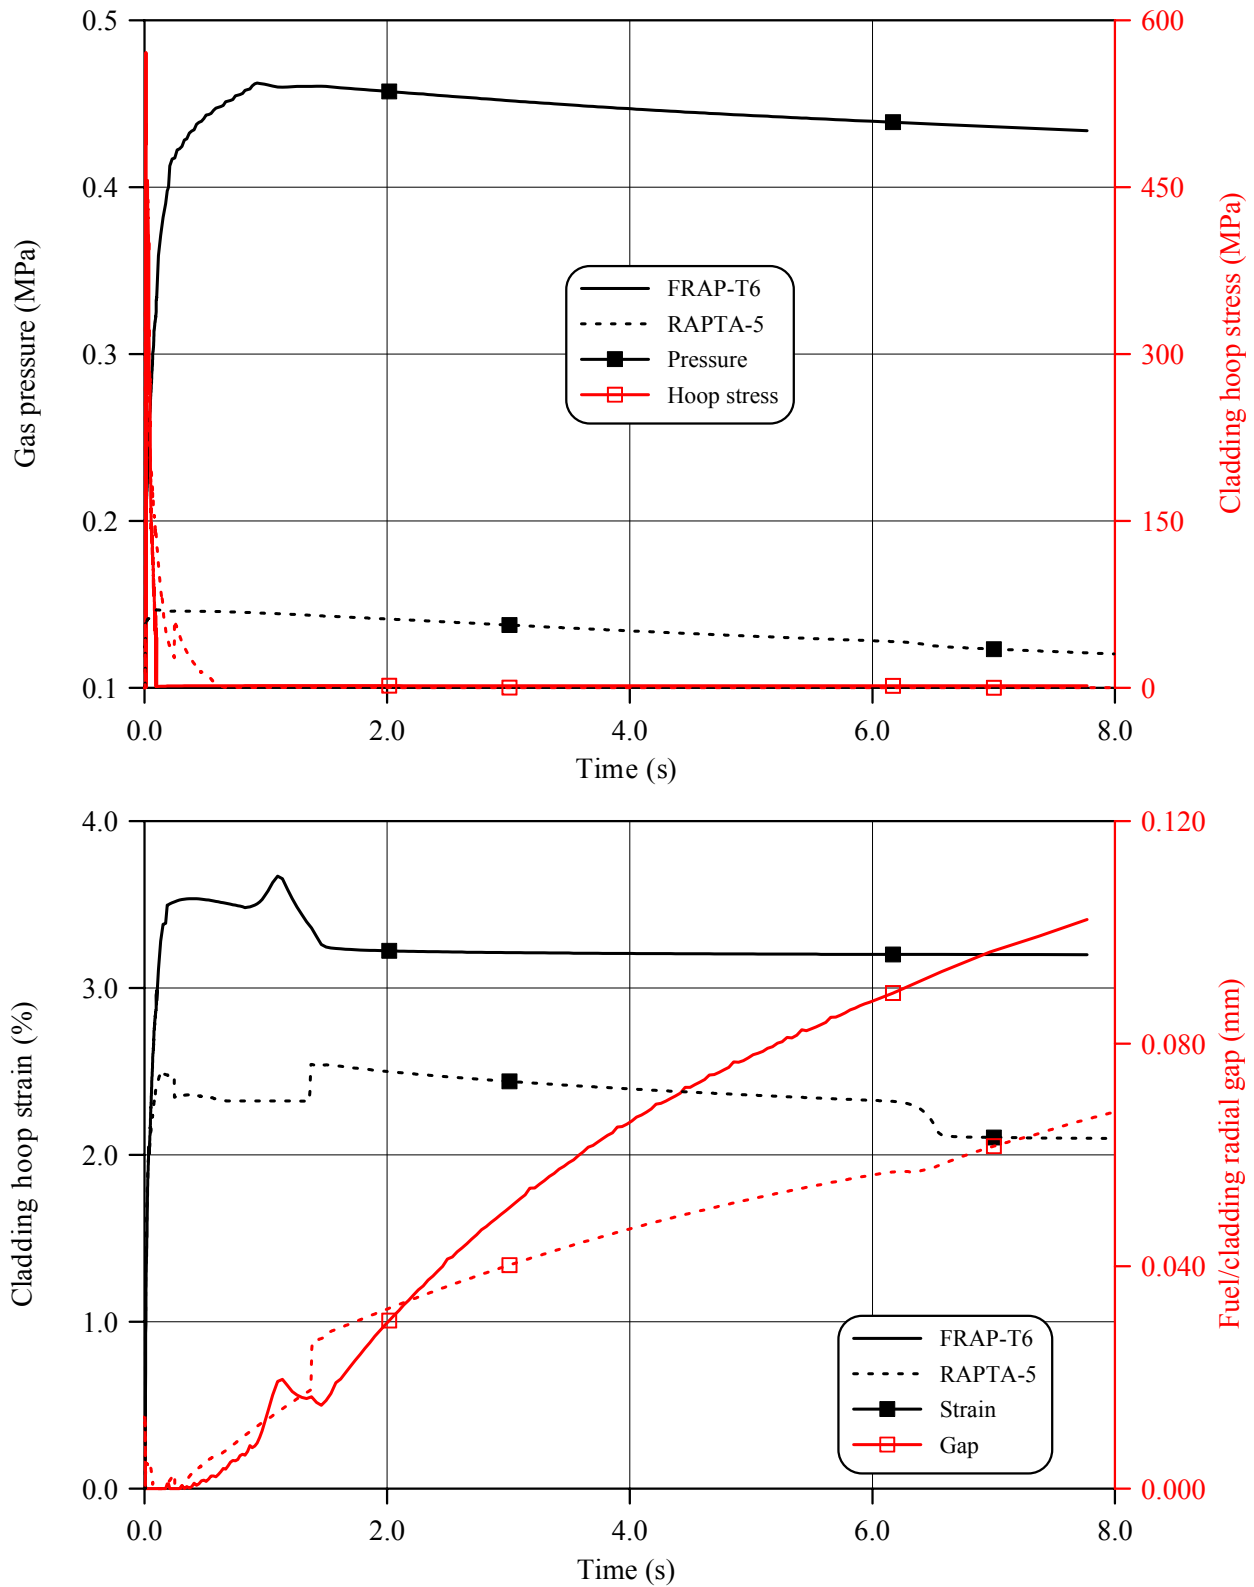 0.5
0.4
0.3
0.2
0.1
Gas pressure (MPa)
600
450
300
150
0
Cladding hoop stress (MPa)
FRAP-T6
RAPTA-5
Pressure
Hoop stress
0.0 2.0 4.0 6.0 8.0
Time (s)
4.0
3.0
2.0
1.0
0.0
Cladding hoop strain (%)
0.120
0.080
0.040
0.000
Fuel/cladding radial gap (mm)
FRAP-T6
RAPTA-5
Strain
Gap
0.0 2.0 4.0 6.0 8.0
Time (s)